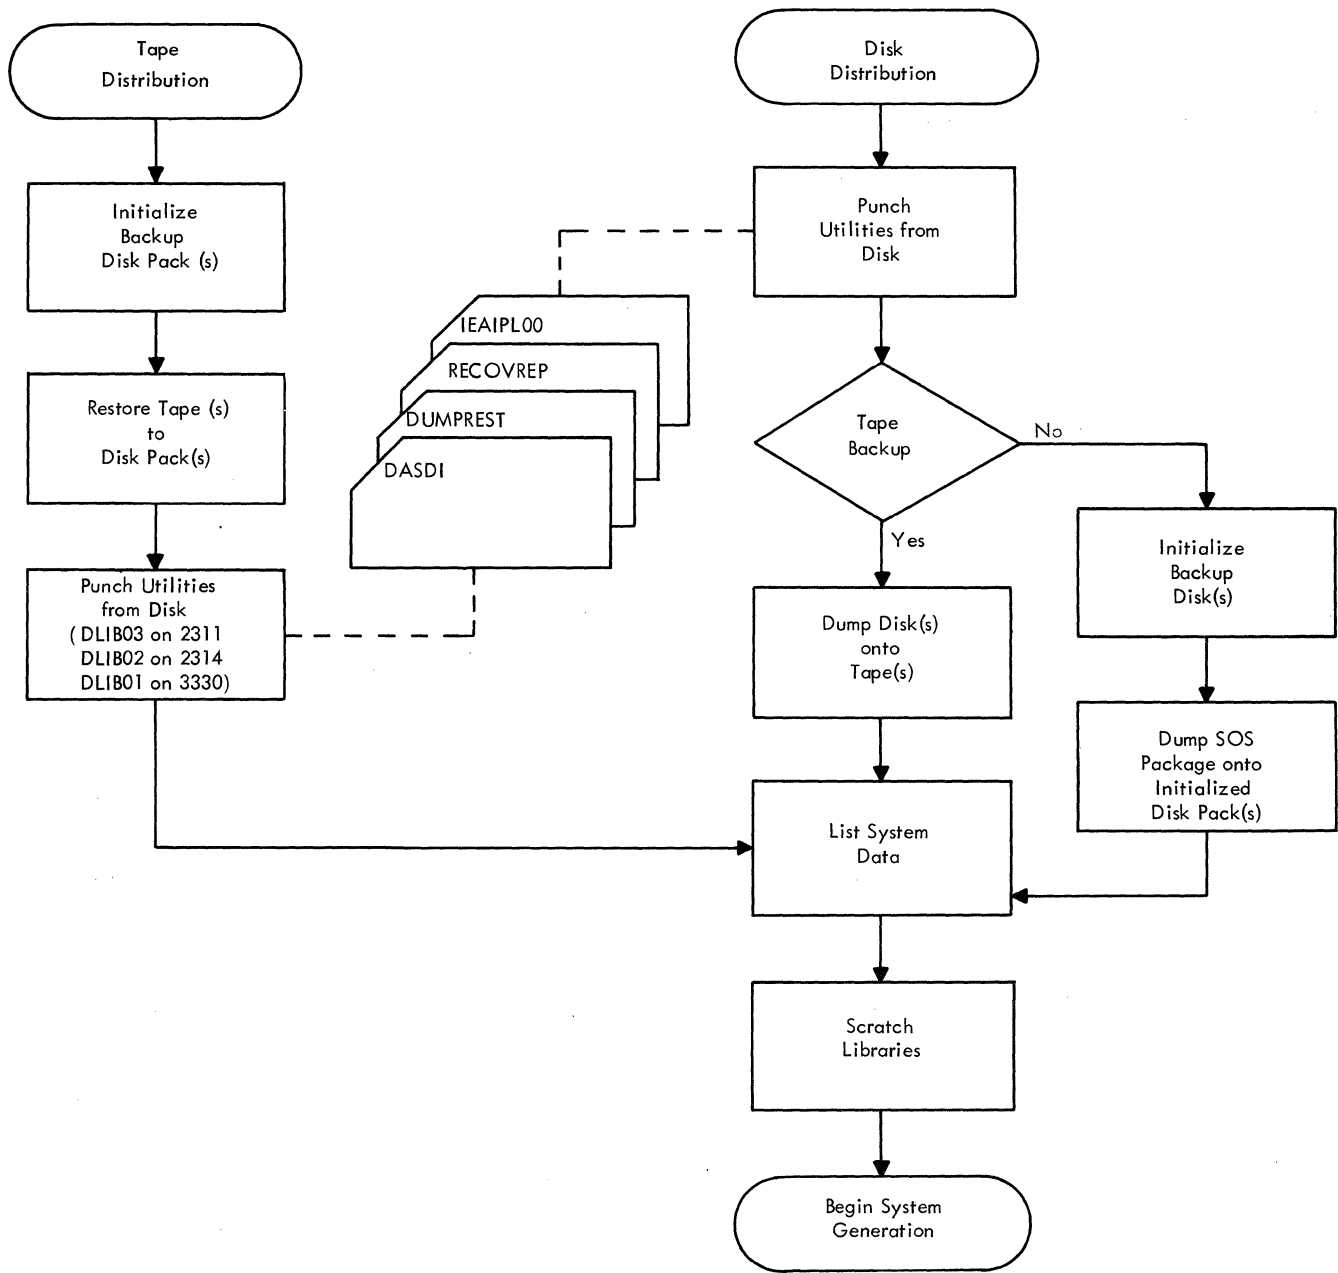 Tape
Distribution
Initialize
Backup
Disk Pack (s)
Restore Tape (s)
to
Disk Pack(s)
Punch Utilities
from Disk
( DLIB03 on 2311
DLIB02 on 2314
DLIB01 on 3330)
IEAIPL00
RECOVREP
DUMPREST
DASDI
Disk
Distribution
Punch
Utilities from
Disk
Tape
Backup
No
Yes
Initialize
Backup
Disk(s)
Dump Disk(s)
onto
Tape(s)
Dump SOS
Package onto
Initialized
Disk Pack(s)
List System
Data
Scratch
Libraries
Begin System
Generation